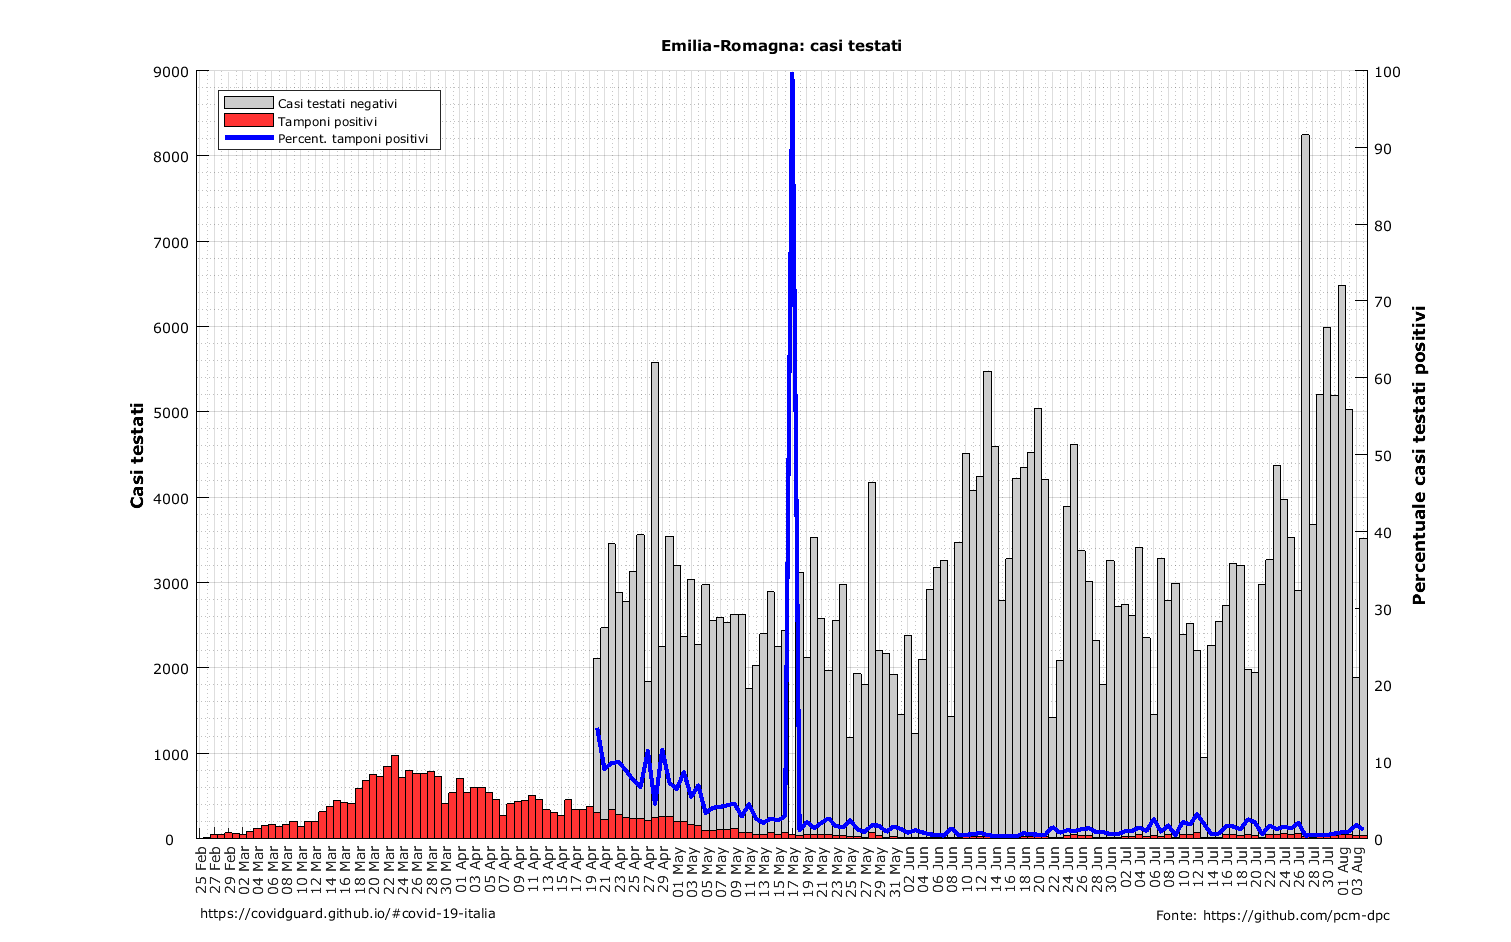 Emilia-Romagna: casi testati
Casi testati negativi
Tamponi positivi
Percent. tamponi positivi
9000
8000
7000
6000
5000
4000
3000
2000
1000
0
100
90
80
70
60
50
40
30
20
10
0
Casi testati
Percentuale casi testati positivi
25 Feb
27 Feb
29 Feb
02 Mar
04 Mar
06 Mar
08 Mar
10 Mar
12 Mar
14 Mar
16 Mar
18 Mar
20 Mar
22 Mar
24 Mar
26 Mar
28 Mar
30 Mar
01 Apr
03 Apr
05 Apr
07 Apr
09 Apr
11 Apr
13 Apr
15 Apr
17 Apr
19 Apr
21 Apr
23 Apr
25 Apr
27 Apr
29 Apr
01 May
03 May
05 May
07 May
09 May
11 May
13 May
15 May
17 May
19 May
21 May
23 May
25 May
27 May
29 May
31 May
02 Jun
04 Jun
06 Jun
08 Jun
10 Jun
12 Jun
14 Jun
16 Jun
18 Jun
20 Jun
22 Jun
24 Jun
26 Jun
28 Jun
30 Jun
02 Jul
04 Jul
06 Jul
08 Jul
10 Jul
12 Jul
14 Jul
16 Jul
18 Jul
20 Jul
22 Jul
24 Jul
26 Jul
28 Jul
30 Jul
01 Aug
03 Aug
https://covidguard.github.io/#covid-19-italia
Fonte: https://github.com/pcm-dpc